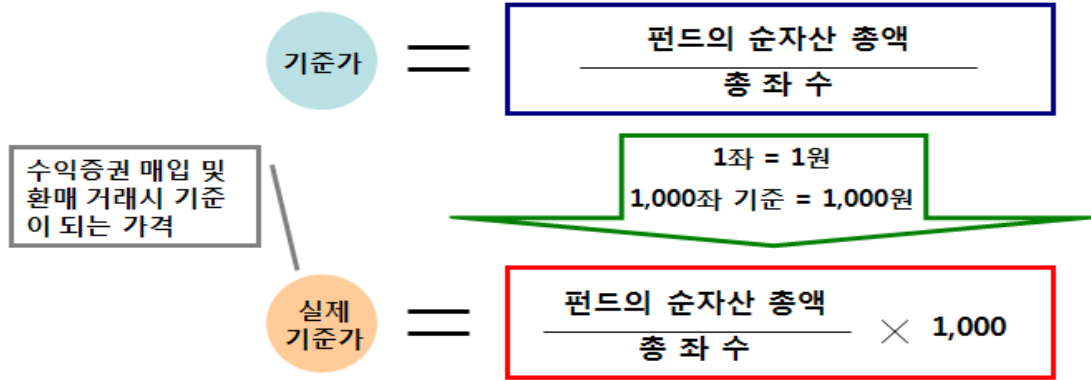 기준가
펀드의 순자산 총액
총 좌 수
수익증권 매입 및
환매 거래시 기준
이 되는 가격
1좌 = 1원
1,000좌 기준 = 1,000원
실제
기준가
펀드의 순자산 총액
총 좌 수
× 1,000